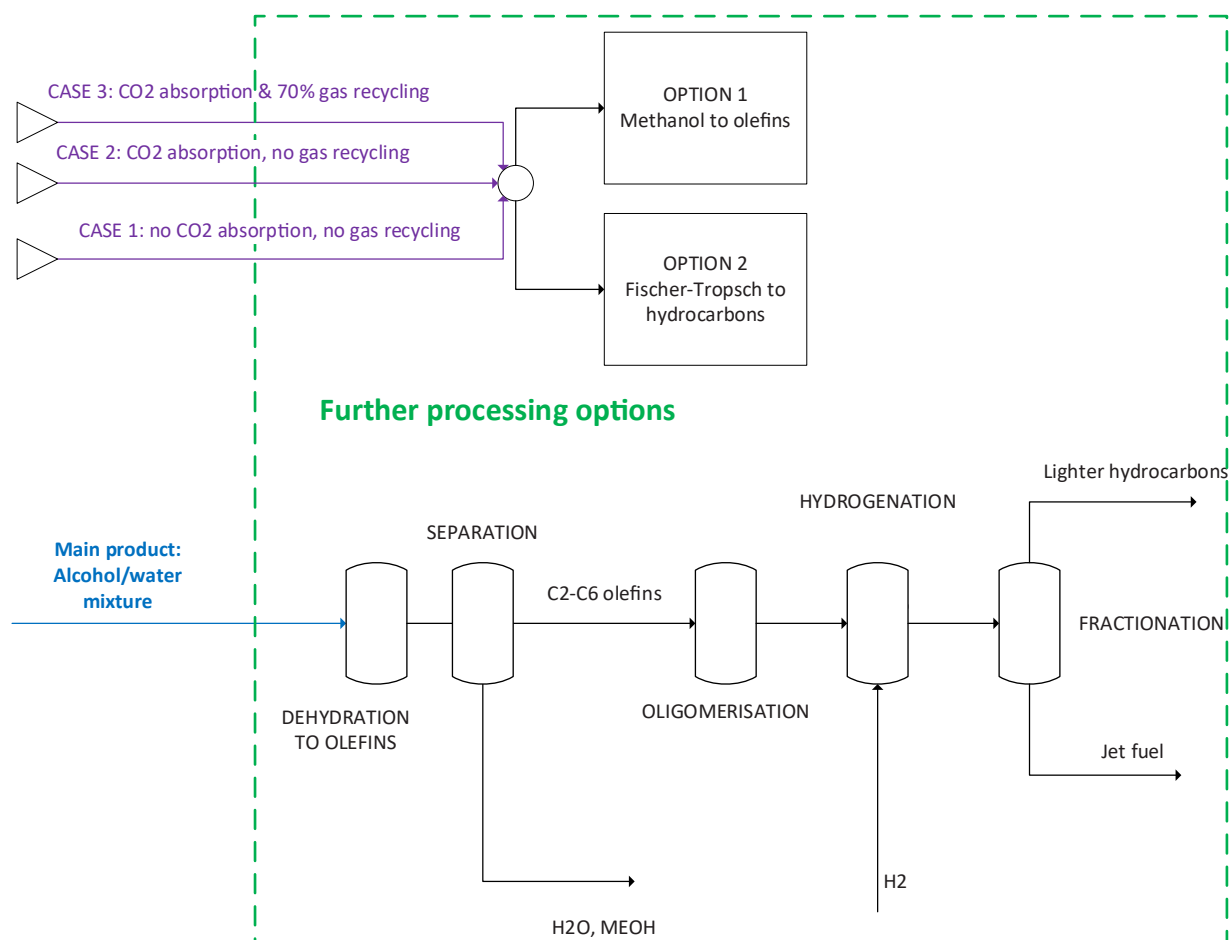 CASE 3: CO2 absorption & 70% gas recycling
OPTION 1
Methanol to olefins
CASE 2: CO2 absorption, no gas recycling
CASE 1: no CO2 absorption, no gas recycling
OPTION 2
Fischer-Tropsch to
hydrocarbons
Further processing options
Lighter hydrocarbons
HYDROGENATION
SEPARATION
Main product:
Alcohol/water
mixture
C2-C6 olefins
FRACTIONATION
DEHYDRATION
TO OLEFINS
OLIGOMERISATION
Jet fuel
H2
H2O, MEOH